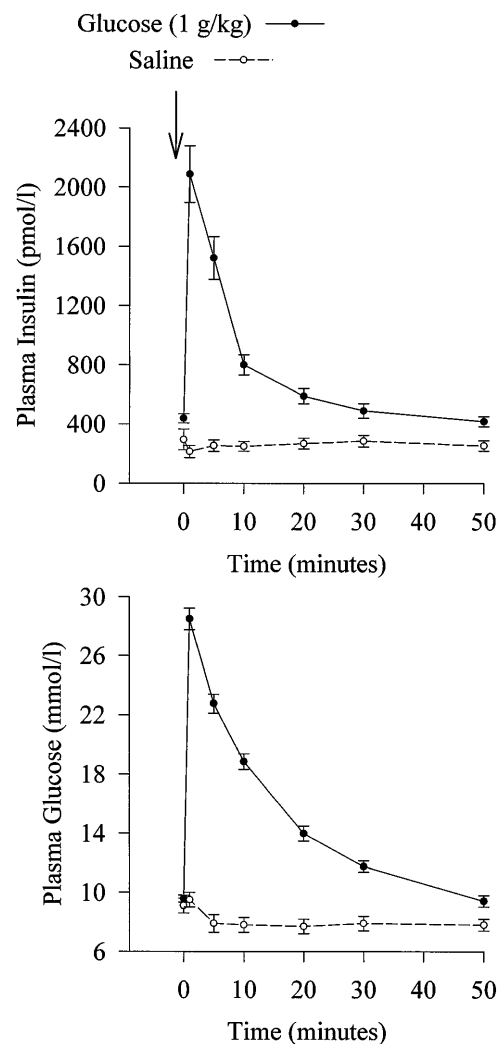 Glucose (1 g/kg)
Saline
Plasma Insulin (pmol/l)
2400
2000
1600
1200
800
400
0
0 10 20 30 40 50
Time (minutes)
Plasma Glucose (mmol/l)
30
26
22
18
14
10
6
0 10 20 30 40 50
Time (minutes)